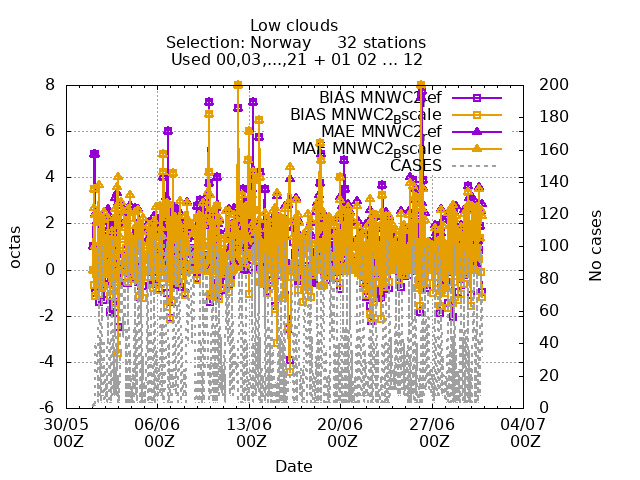 Low clouds
Selection: Norway 32 stations
Used 00,03,...,21 + 01 02 ... 12
8 200
BIAS MNWC2
BIAS MNWC2_Bscale
6 180
MAE MNWC2
MAE MNWC2_Bscale
160
CASES
4 140
2 120
octas No cases
100
0 80
-2 60
40
-4 20
-6 0
30/05 06/06 13/06 20/06 27/06 04/07
00Z 00Z 00Z 00Z 00Z 00Z
Date